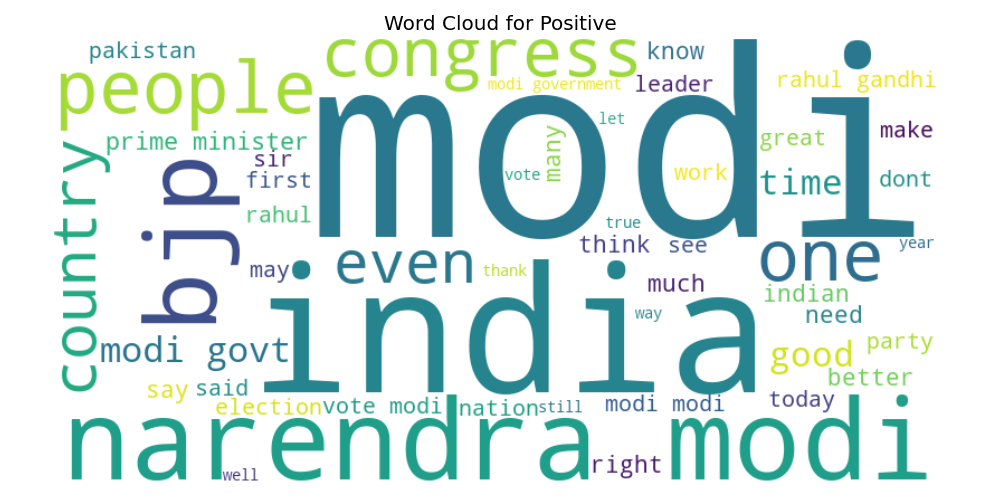 Word Cloud for Positive
pakistan
congress
know
people
modi government
leader
rahul gandhi
modi
let
prime minister
many
great
make
sir
country
bjp
first
vote
work
time
dont
rahul
true
think
see
one
year
even
may
thank
india
much
indian
way
need
modi govt
good
party
say
said
better
election
vote modi
nation
still
modi modi
today
narendra modi
right
well